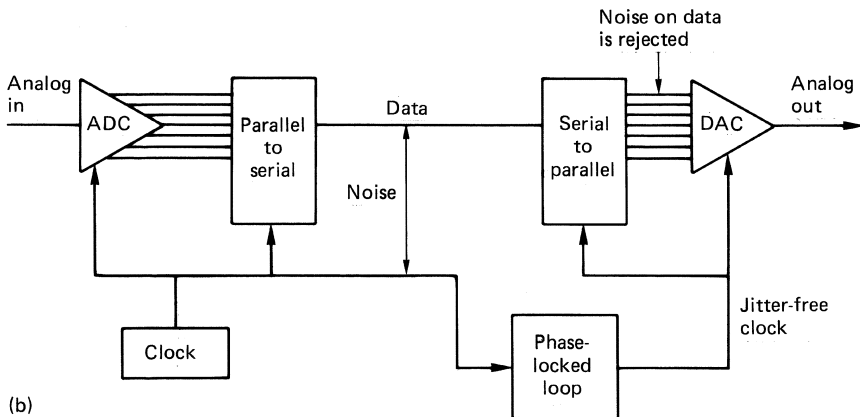 Noise on data
is rejected
Analog
in
ADC
Parallel
to
serial
Data
Noise
Serial
to
parallel
DAC
Analog
out
Clock
Phase-
locked
loop
Jitter-free
clock
(b)